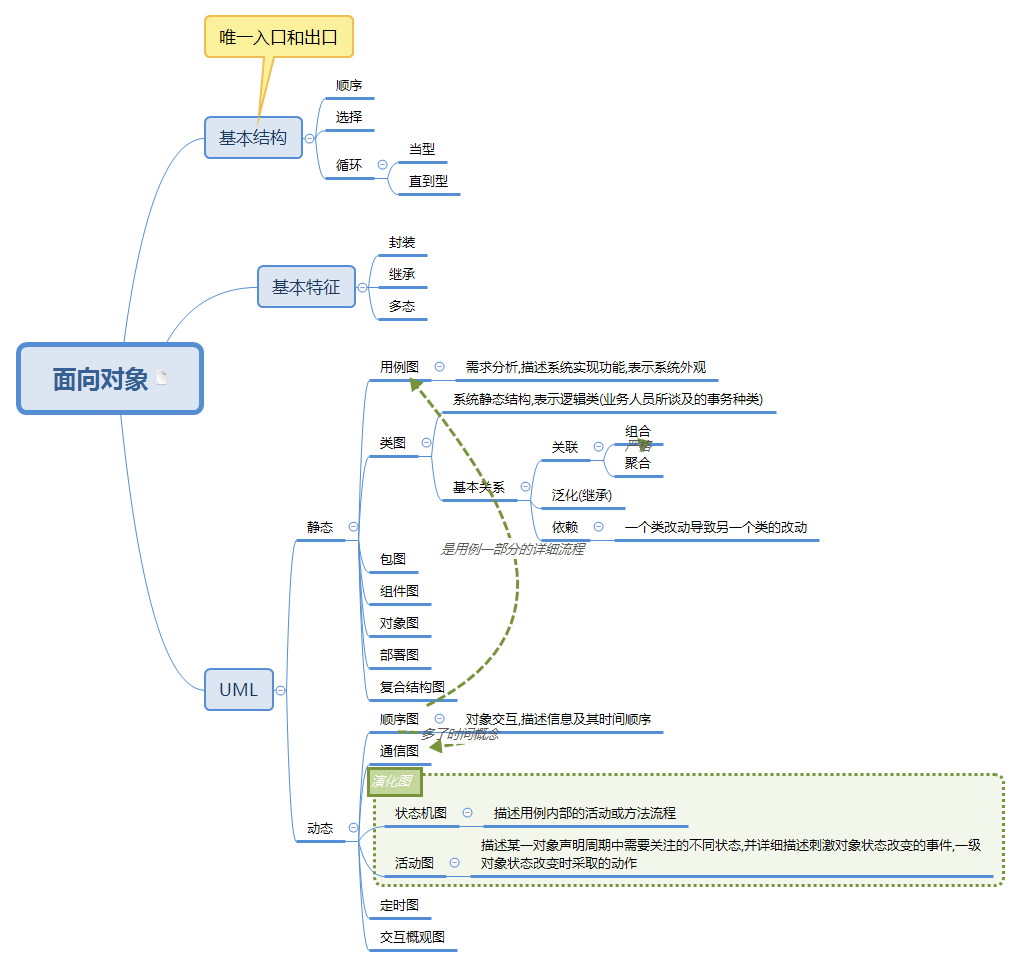 唯一入口和出口
基本结构
顺序
选择
循环
当型
直到型
基本特征
封装
继承
多态
面向对象
UML
静态
用例图
需求分析,描述系统实现功能,表示系统外观
类图
系统静态结构,表示逻辑类(业务人员所谈及的事务种类)
基本关系
关联
组合
聚合
泛化(继承)
依赖
一个类改动导致另一个类的改动
是用例一部分的详细流程
包图
组件图
对象图
部署图
复合结构图
动态
顺序图
对象交互,描述信息及其时间顺序
多了时间概念
通信图
演化图
状态机图
描述用例内部的活动或方法流程
活动图
描述某一对象声明周期中需要关注的不同状态,并详细描述刺激对象状态改变的事件,一级
对象状态改变时采取的动作
定时图
交互概观图